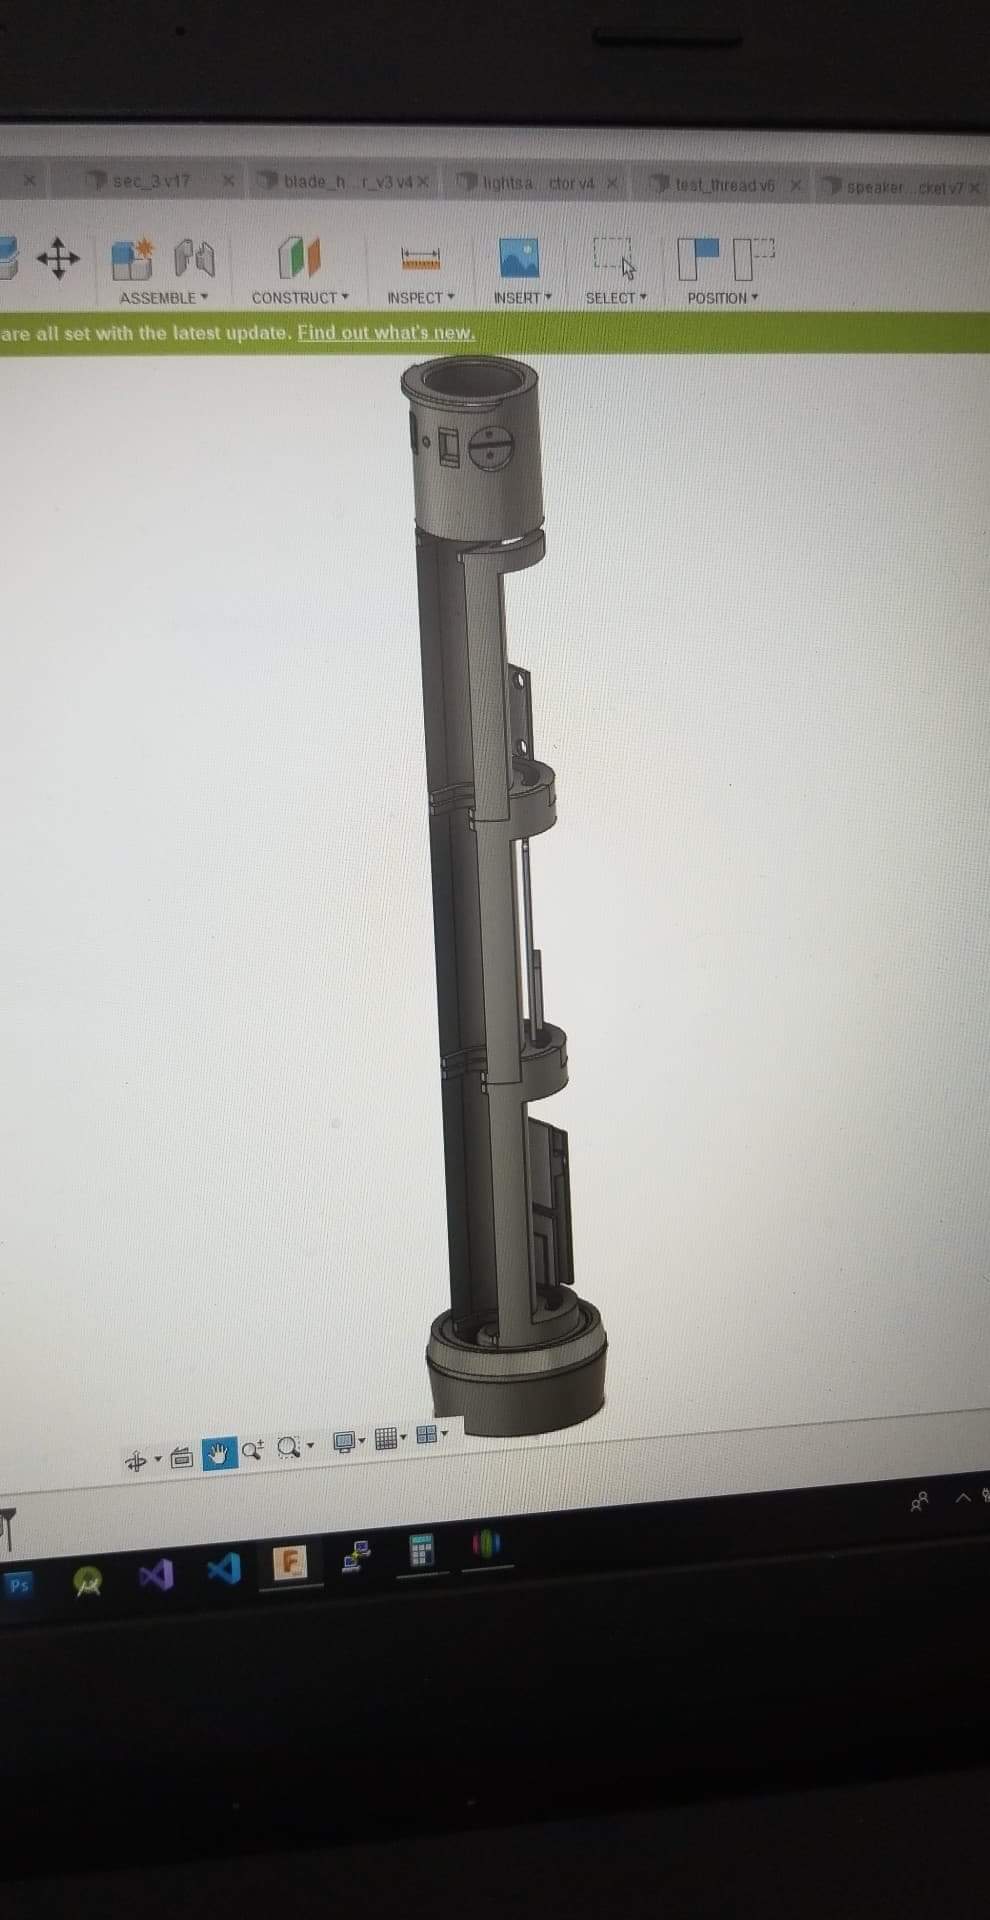 sec_3 v17
blade_h...r_v3 v4
lightsa...ctor v4
test_thread v6
speaker...cket v7
ASSEMBLE
CONSTRUCT
INSPECT
INSERT
SELECT
POSITION
are all set with the latest update. Find out what's new.
Ps
F